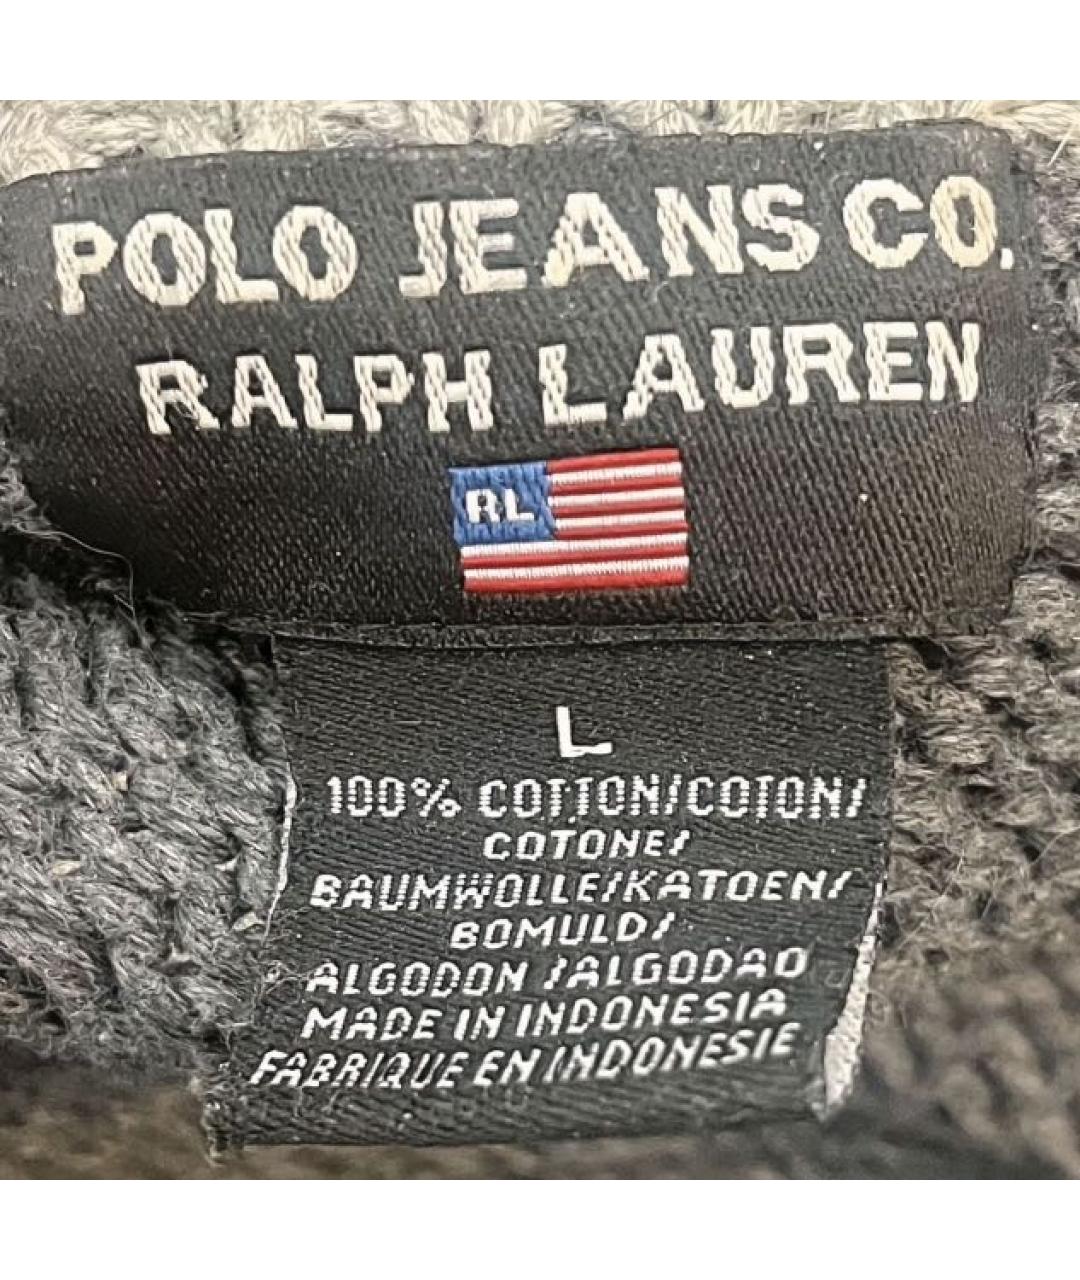 POLO JEANS CO.
RALPH LAUREN
RL
L
100% COTTON/COTON/
COTONE/
BAUMWOLLE/KATOEN/
BOMULD/
ALGODON /ALGODAO
MADE IN INDONESIA
FABRIQUE EN INDONESIE